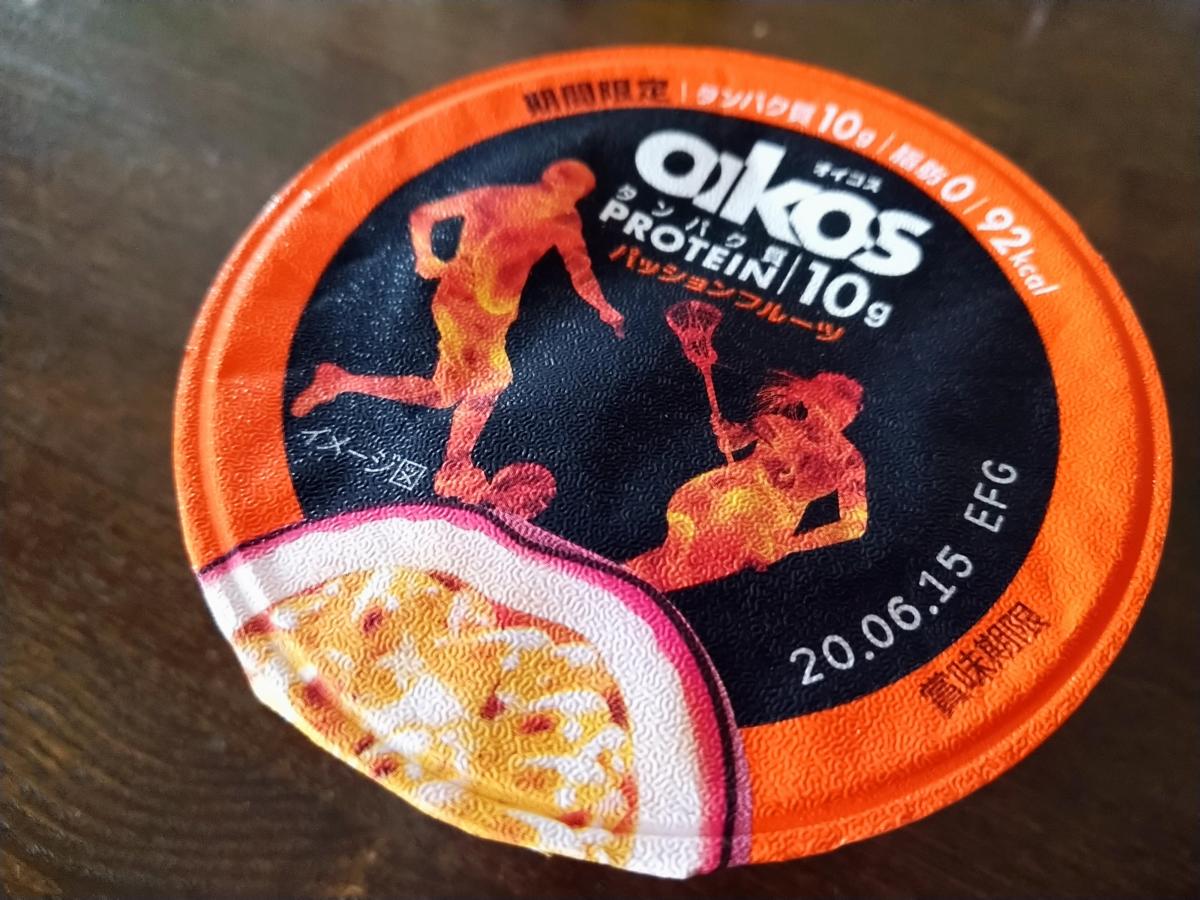 期間限定 | タンパク質10g | 脂肪0 / 92kcal
オイコス
oikos
タンパク質
PROTEIN | 10g
パッションフルーツ
イメージ図
20.06.15 EFG
賞味期限